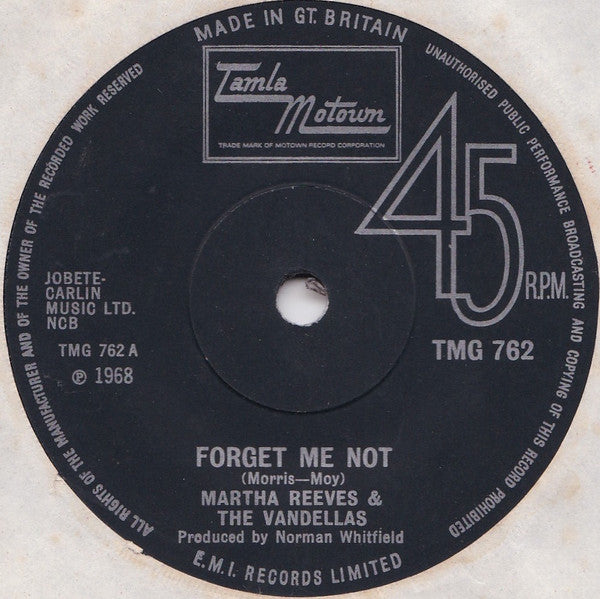 MADE IN GT. BRITAIN
UNAUTHORISED PUBLIC PERFORMANCE BROADCASTING AND COPYING OF THIS RECORD PROHIBITED
ALL RIGHTS OF THE MANUFACTURER AND OF THE OWNER OF THE RECORDED WORK RESERVED
Tamla
Motown
TRADE MARK OF MOTOWN RECORD CORPORATION
45
R.P.M.
JOBETE-
CARLIN
MUSIC LTD.
NCB
TMG 762 A
℗ 1968
TMG 762
FORGET ME NOT
(Morris—Moy)
MARTHA REEVES &
THE VANDELLAS
Produced by Norman Whitfield
E.M.I. RECORDS LIMITED